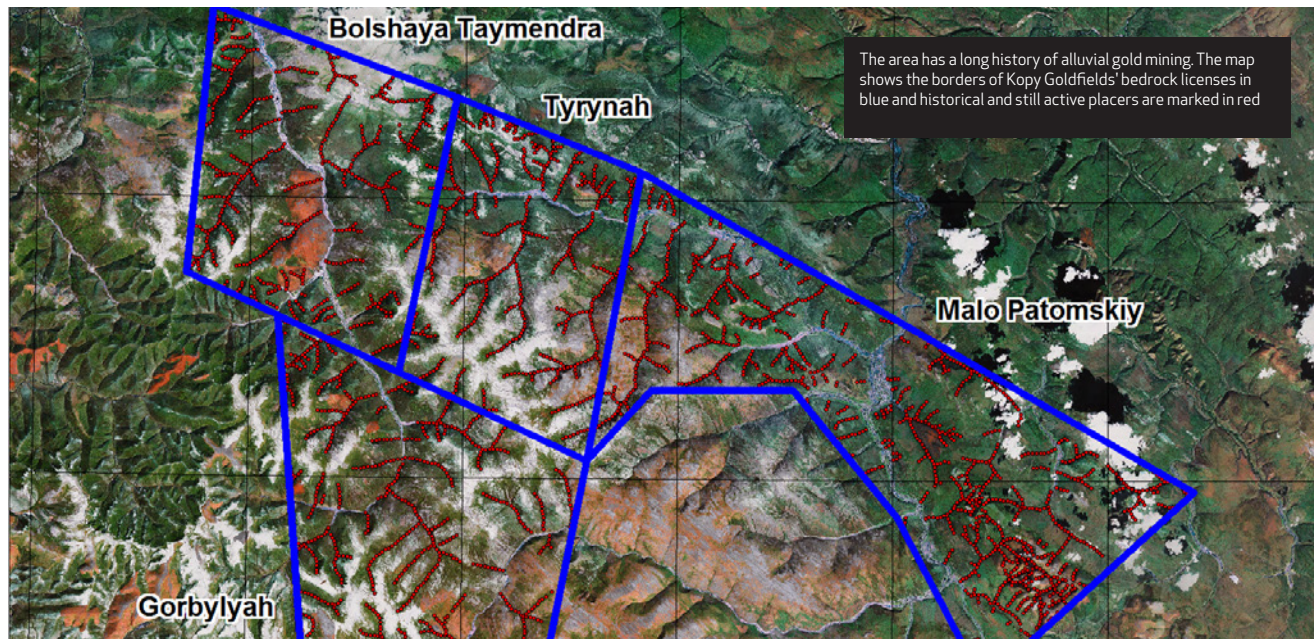 Bolshaya Taymendra
The area has a long history of alluvial gold mining. The map
shows the borders of Kopy Goldfields' bedrock licenses in
blue and historical and still active placers are marked in red
Tyrynah
Malo Patomskiy
Gorbylyah